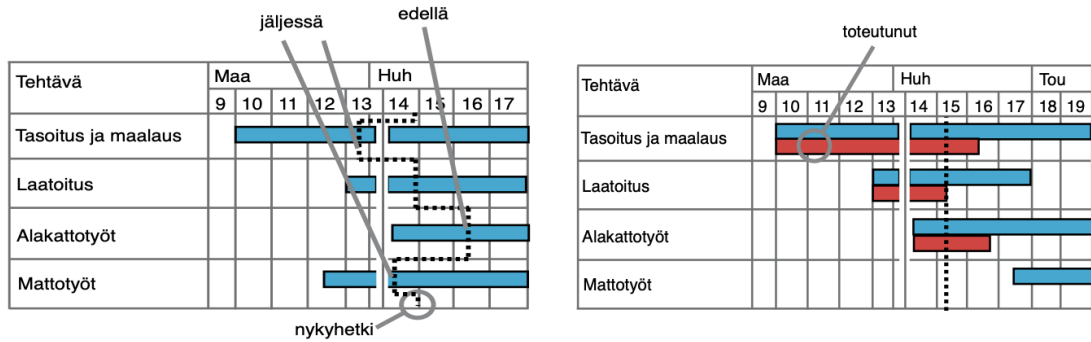 jäljessä
edellä
Tehtävä
Maa
Huh
9 10 11 12 13 14 15 16 17
Tasoitus ja maalaus
Laatoitus
Alakattotyöt
Mattotyöt
nykyhetki
toteutunut
Tehtävä
Maa
Huh
Tou
9 10 11 12 13 14 15 16 17 18 19
Tasoitus ja maalaus
Laatoitus
Alakattotyöt
Mattotyöt